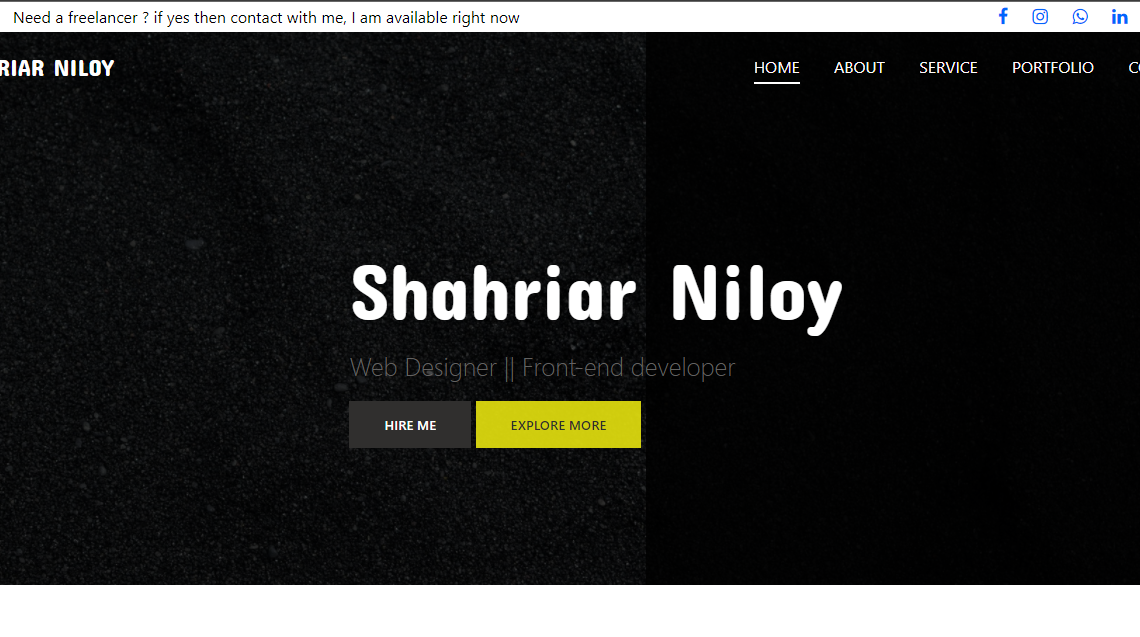 Need a freelancer ? if yes then contact with me, I am available right now
RIAR NILOY
HOME ABOUT SERVICE PORTFOLIO
Shahriar Niloy
Web Designer || Front-end developer
HIRE ME EXPLORE MORE